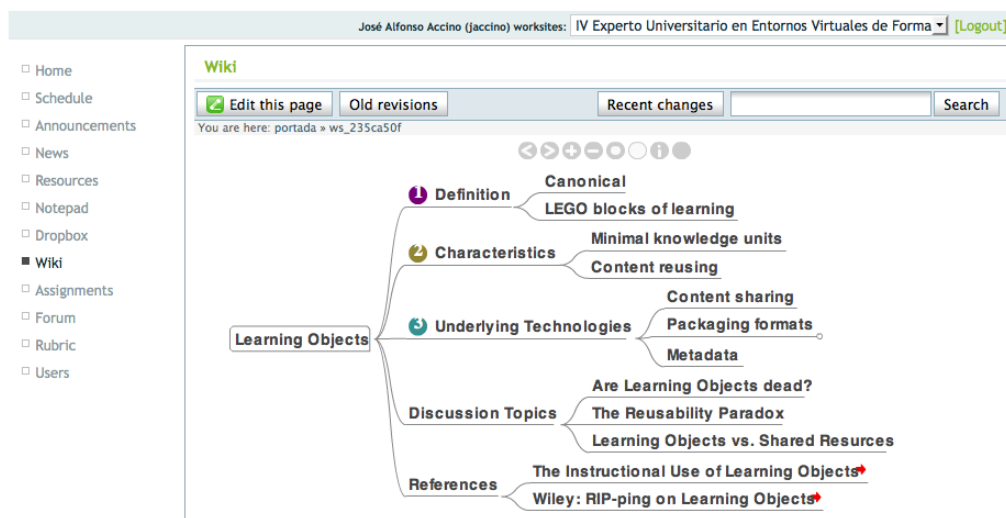 José Alfonso Accino (jaccino) worksites: IV Experto Universitario en Entornos Virtuales de Forma [Logout]
Home
Schedule
Announcements
News
Resources
Notepad
Dropbox
Wiki
Assignments
Forum
Rubric
Users
Wiki
Edit this page Old revisions Recent changes Search
You are here: portada » ws_235ca50f
Learning Objects
1 Definition
Canonical
LEGO blocks of learning
2 Characteristics
Minimal knowledge units
Content reusing
3 Underlying Technologies
Content sharing
Packaging formats
Metadata
Discussion Topics
Are Learning Objects dead?
The Reusability Paradox
Learning Objects vs. Shared Resurces
References
The Instructional Use of Learning Objects
Wiley: RIP-ping on Learning Objects